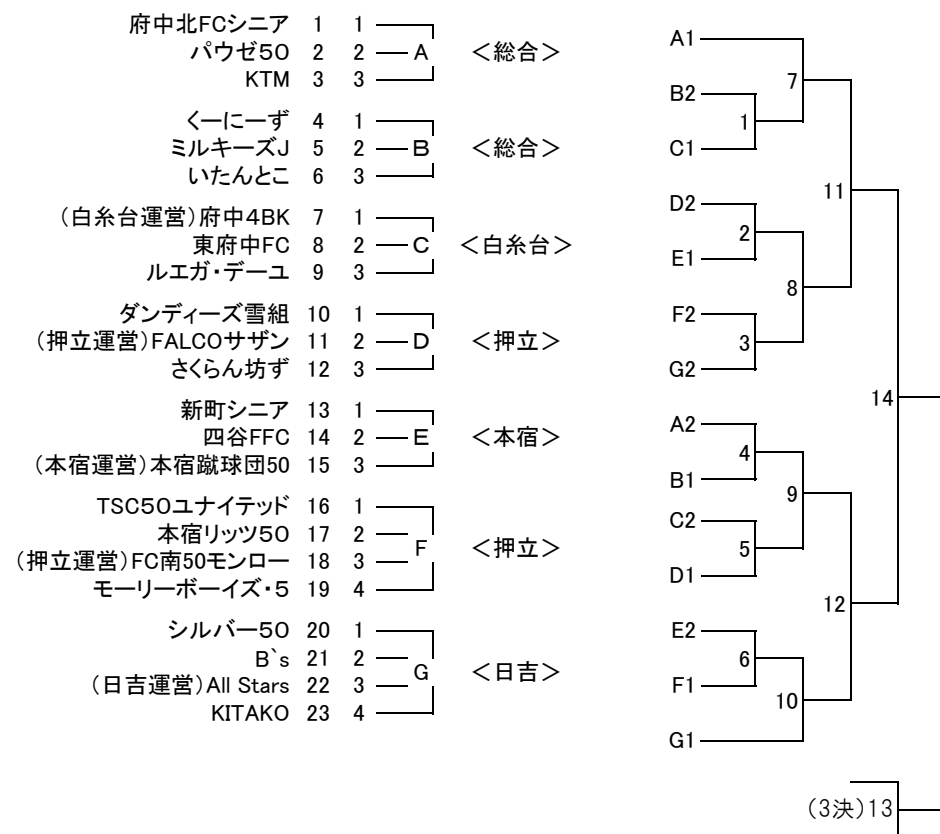 府中北FCシニア 1 1
パウゼ50 2 2 A <総合>
KTM 3 3
くーにーず 4 1
ミルキーズJ 5 2 B <総合>
いたんとこ 6 3
(白糸台運営)府中4BK 7 1
東府中FC 8 2 C <白糸台>
ルエガ・デーユ 9 3
ダンディーズ雪組 10 1
(押立運営)FALCOサザン 11 2 D <押立>
さくらん坊ず 12 3
新町シニア 13 1
四谷FFC 14 2 E <本宿>
(本宿運営)本宿蹴球団50 15 3
TSC50ユナイテッド 16 1
本宿リッツ50 17 2
F <押立>
(押立運営)FC南50モンロー 18 3
モーリーボーイズ・5 19 4
シルバー50 20 1
B`s 21 2
G <日吉>
(日吉運営)All Stars 22 3
KITAKO 23 4
A1
7
B2
1
C1
11
D2
2
E1
8
F2
3
G2
14
A2
4
B1
9
C2
5
D1
12
E2
6
F1
10
G1
(3決)13